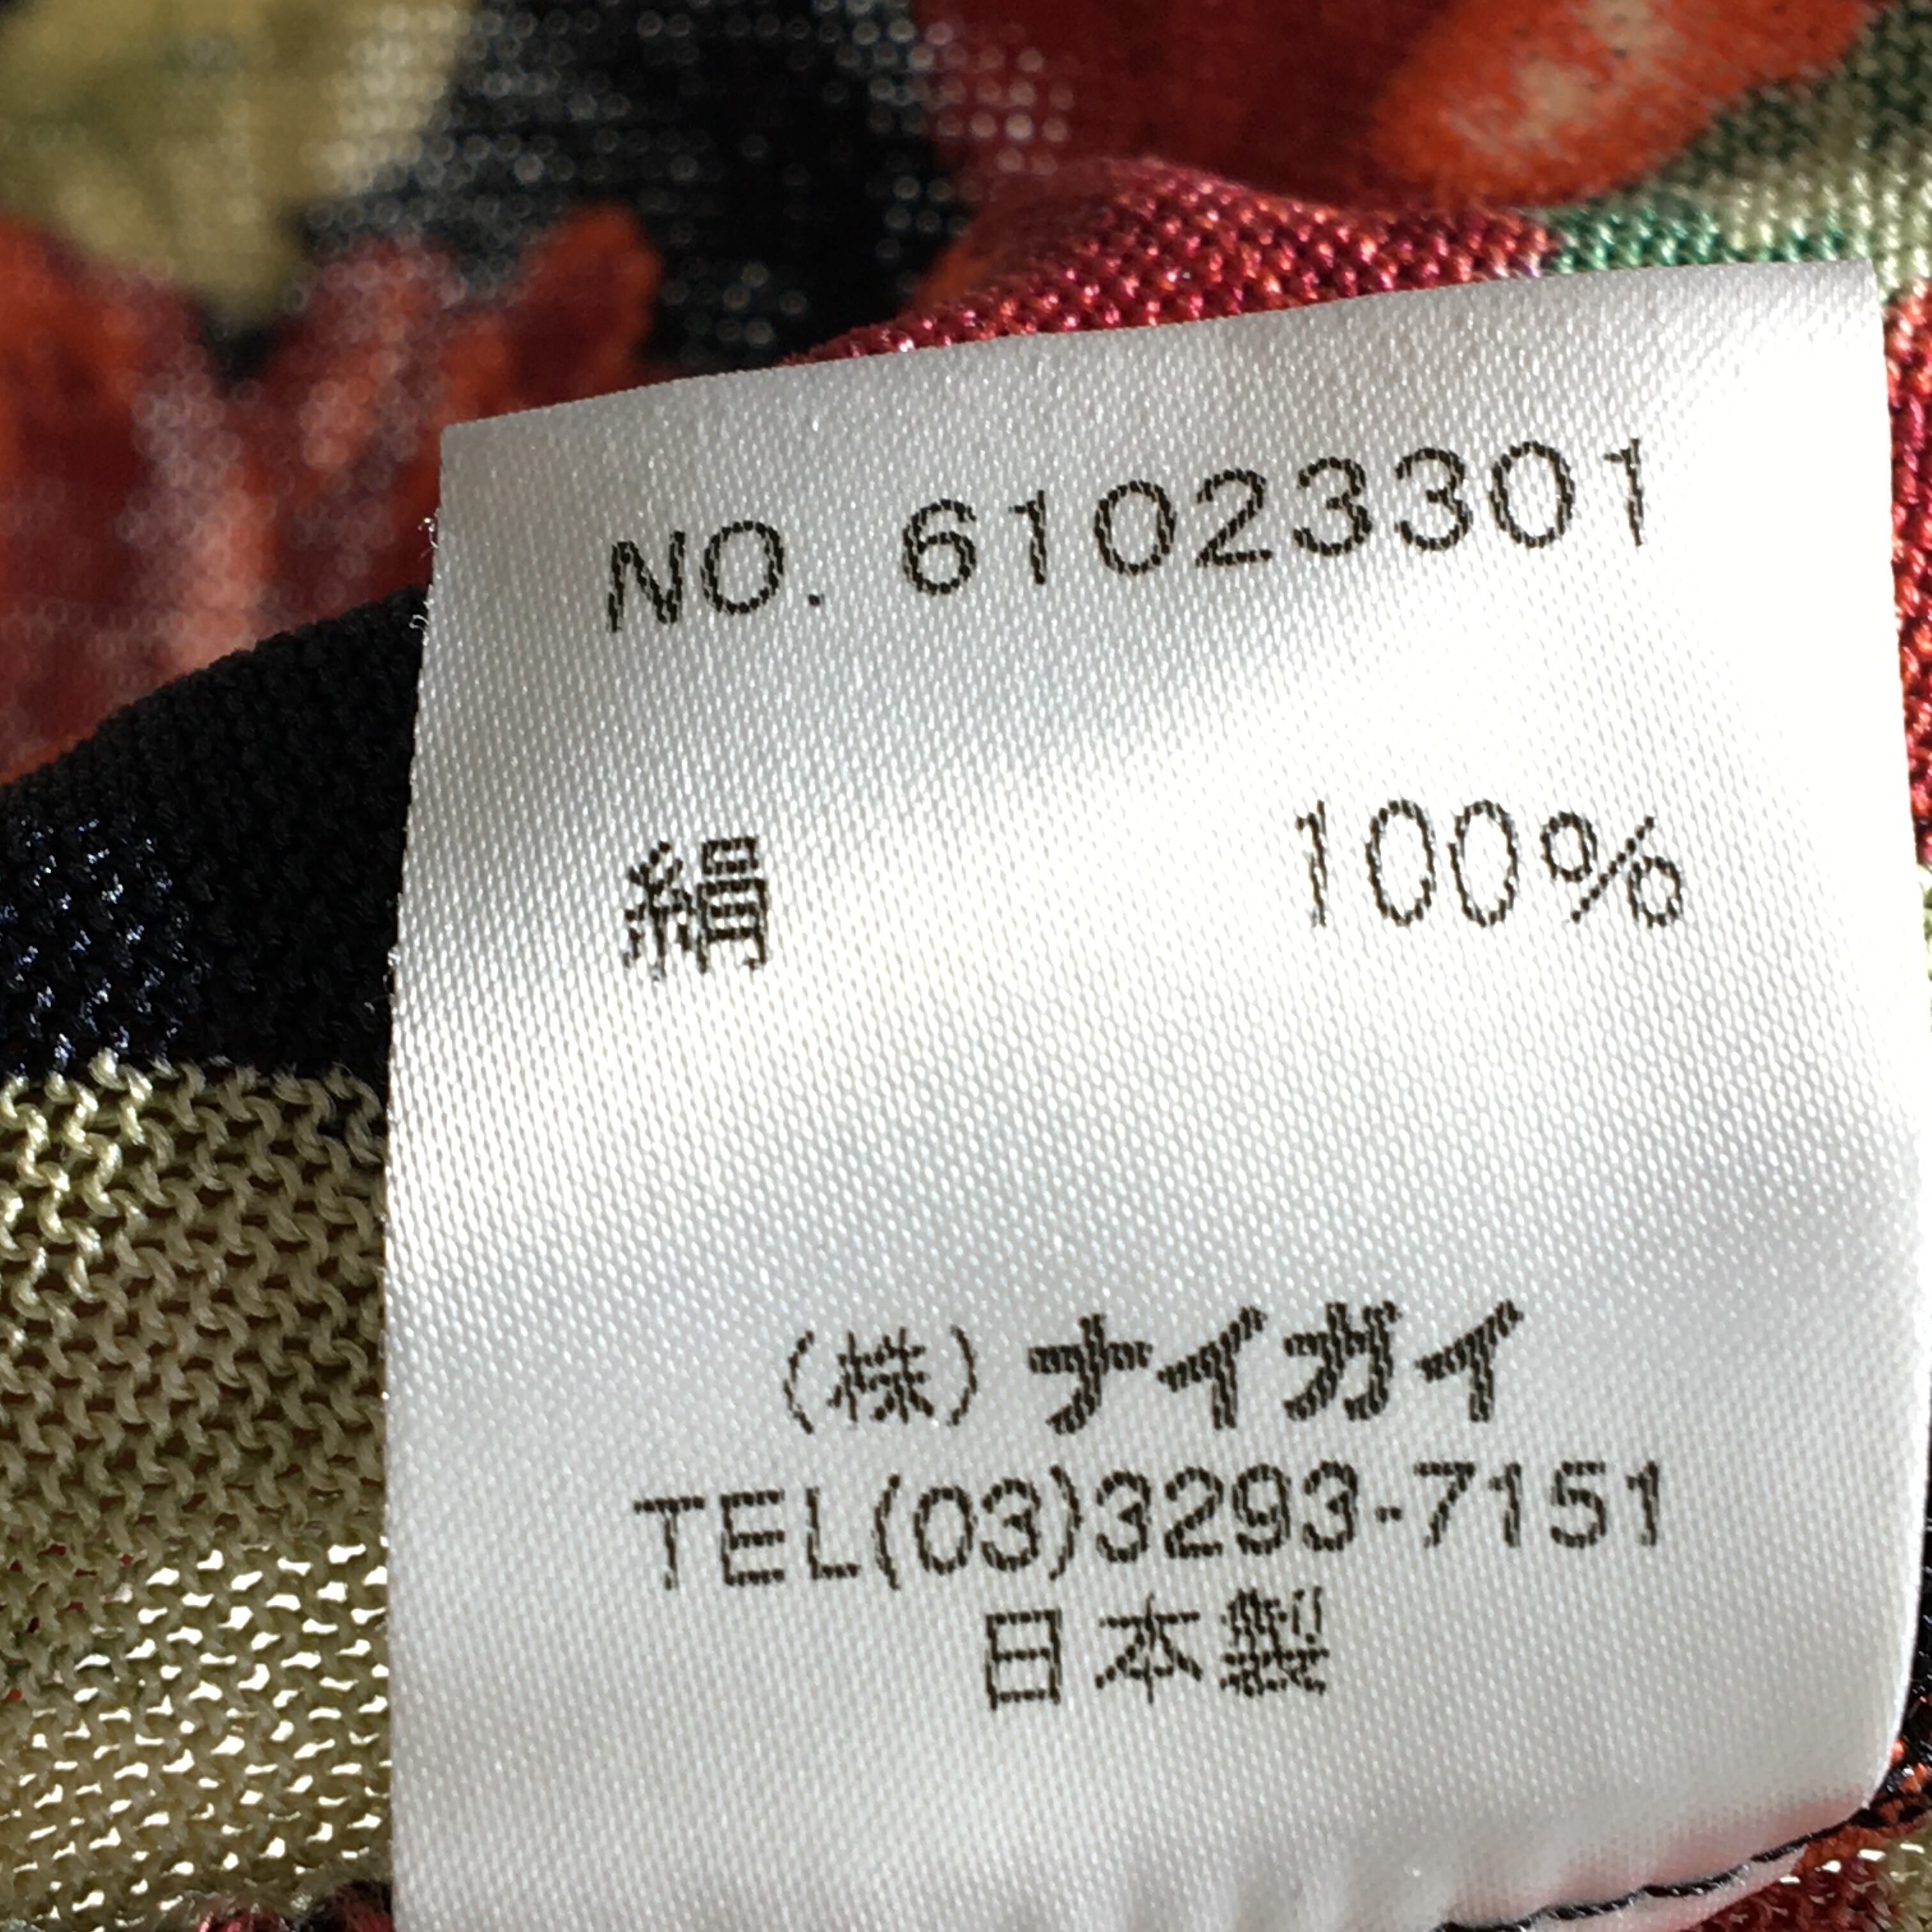 NO. 61023301
絹 100%
(株) ナイガイ
TEL(03)3293-7151
日本製